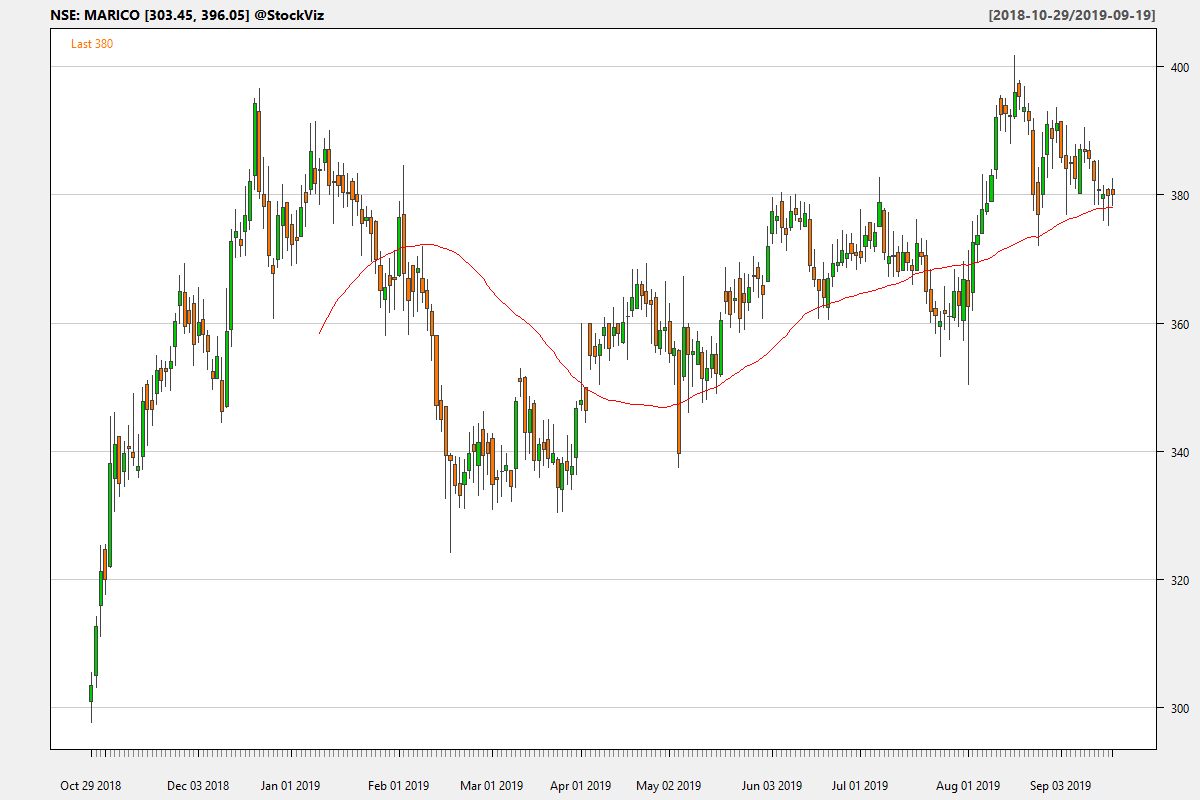 NSE: MARICO [303.45, 396.05] @StockViz
[2018-10-29/2019-09-19]
Last 380
400
380
360
340
320
300
Oct 29 2018
Dec 03 2018
Jan 01 2019
Feb 01 2019
Mar 01 2019
Apr 01 2019
May 02 2019
Jun 03 2019
Jul 01 2019
Aug 01 2019
Sep 03 2019